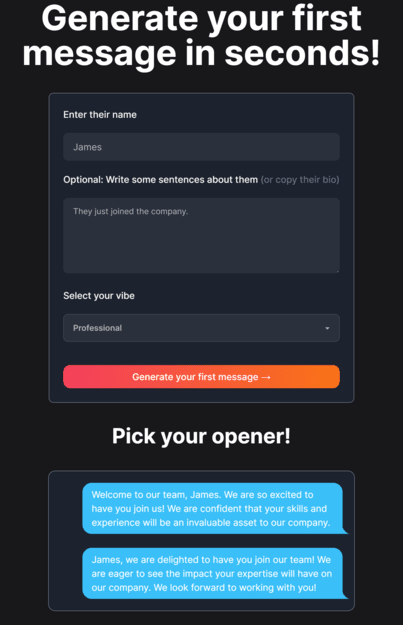 Generate your first
message in seconds!
Enter their name
James
Optional: Write some sentences about them (or copy their bio)
They just joined the company.
Select your vibe
Professional
Generate your first message →
Pick your opener!
Welcome to our team, James. We are so excited to
have you join us! We are confident that your skills and
experience will be an invaluable asset to our company.
James, we are delighted to have you join our team! We
are eager to see the impact your expertise will have on
our company. We look forward to working with you!